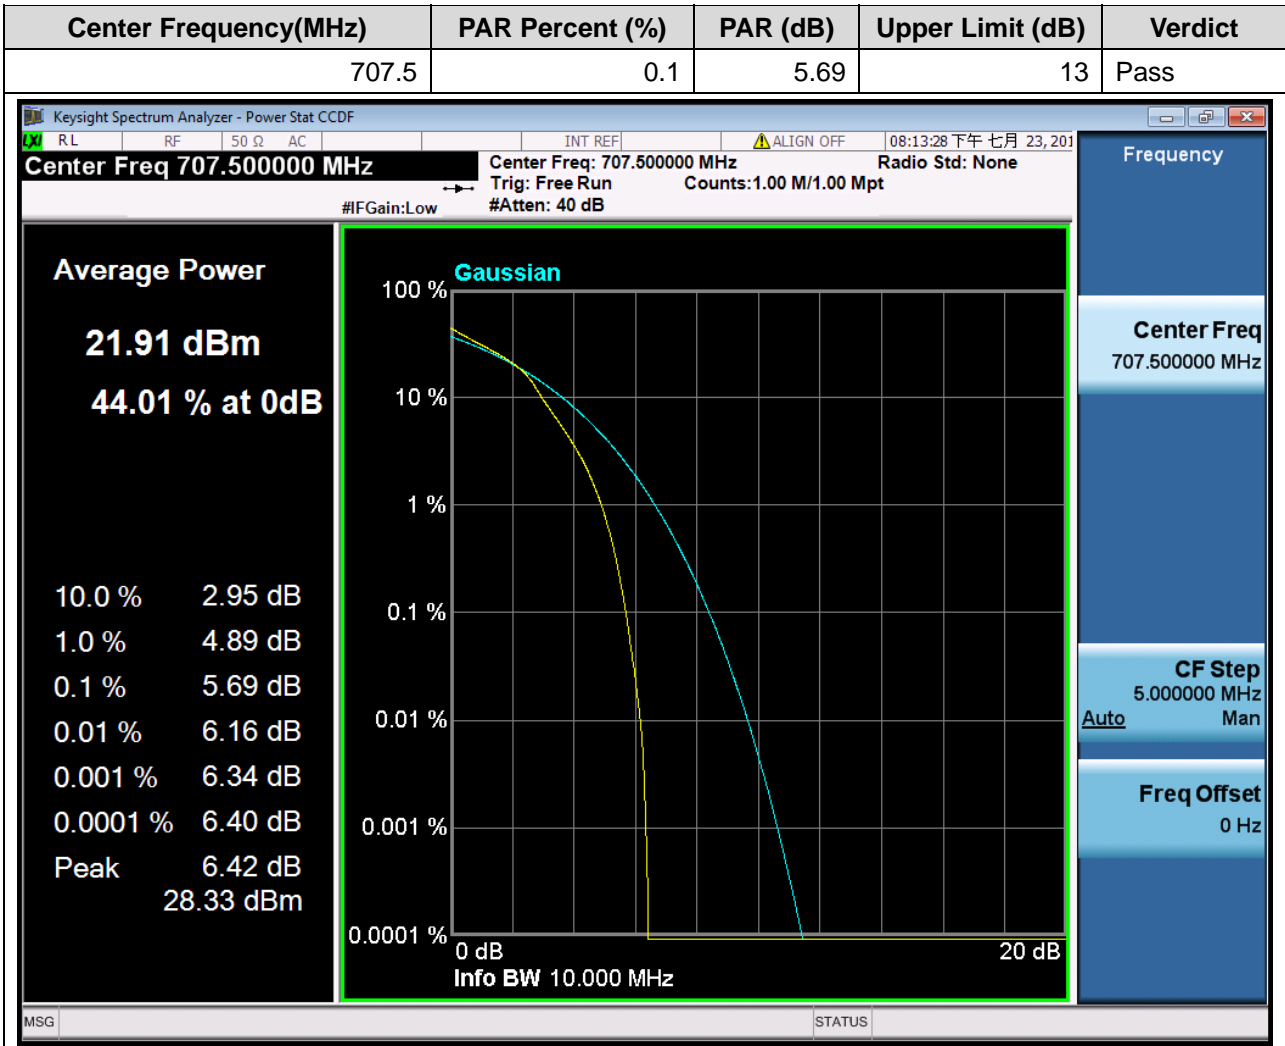 Center Frequency(MHz) PAR Percent (%) PAR (dB) Upper Limit (dB) Verdict
707.5 0.1 5.69 13 Pass
Keysight Spectrum Analyzer - Power Stat CCDF
LXI RL RF 50 Ω AC INT REF ALIGN OFF 08:13:28 下午 七月 23, 201
Center Freq 707.500000 MHz
Center Freq: 707.500000 MHz Radio Std: None
Trig: Free Run Counts:1.00 M/1.00 Mpt
#IFGain:Low #Atten: 40 dB
Frequency
Average Power
21.91 dBm
44.01 % at 0dB
10.0 % 2.95 dB
1.0 % 4.89 dB
0.1 % 5.69 dB
0.01 % 6.16 dB
0.001 % 6.34 dB
0.0001 % 6.40 dB
Peak 6.42 dB
28.33 dBm
Gaussian
100 %
10 %
1 %
0.1 %
0.01 %
0.001 %
0.0001 %
0 dB 20 dB
Info BW 10.000 MHz
Center Freq
707.500000 MHz
CF Step
5.000000 MHz
Auto Man
Freq Offset
0 Hz
MSG STATUS